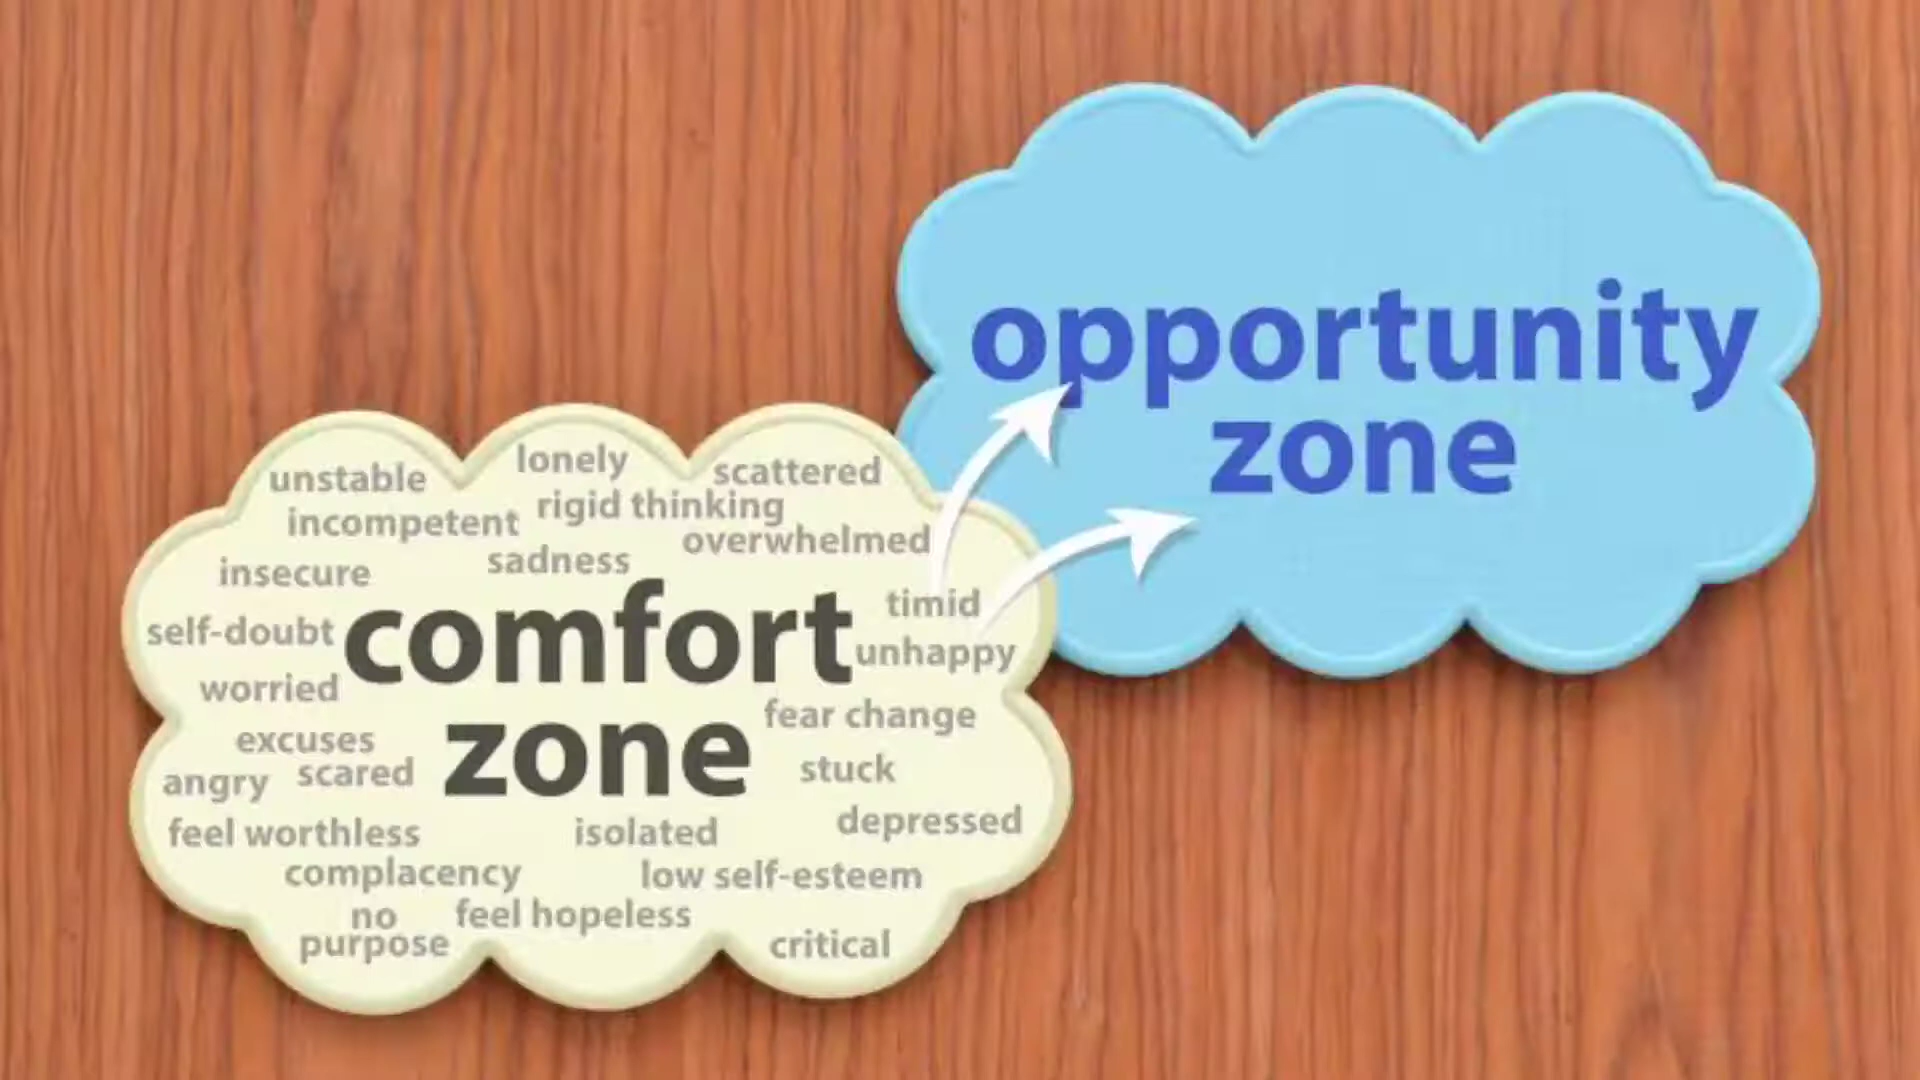 opportunity
zone
unstable
lonely
scattered
incompetent
rigid thinking
overwhelmed
insecure
sadness
timid
self-doubt
comfort
unhappy
worried
zone
fear change
excuses
angry
scared
stuck
feel worthless
isolated
depressed
complacency
low self-esteem
no
purpose
feel hopeless
critical